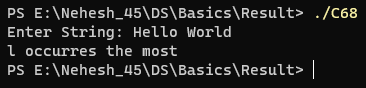 PS E:\Nehesh_45\DS\Basics\Result> ./C68
Enter String: Hello World
l occurres the most
PS E:\Nehesh_45\DS\Basics\Result>